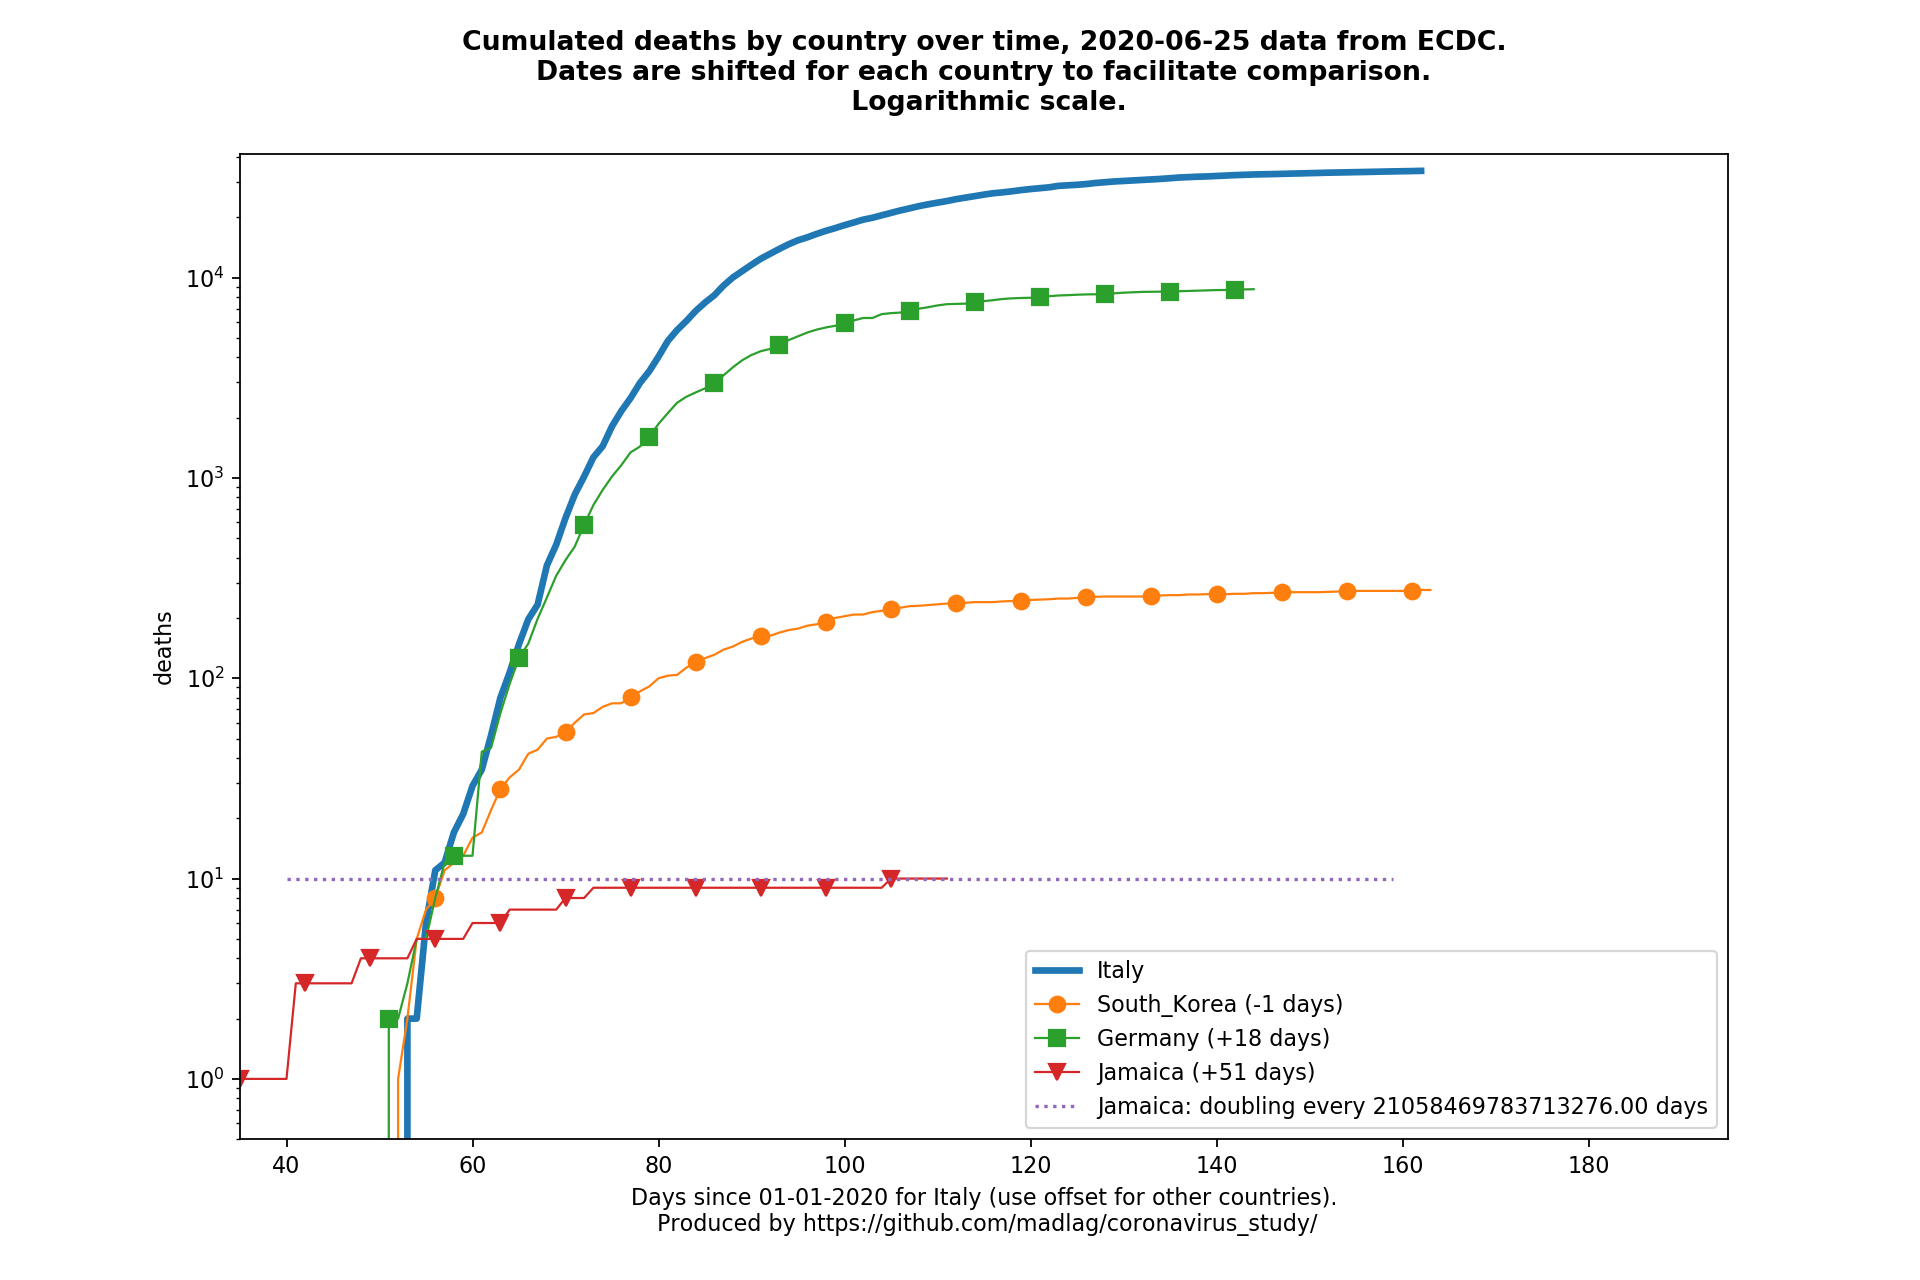 Cumulated deaths by country over time, 2020-06-25 data from ECDC.
Dates are shifted for each country to facilitate comparison.
Logarithmic scale.
10⁴
10³
10²
10¹
10⁰
deaths
Italy
South_Korea (-1 days)
Germany (+18 days)
Jamaica (+51 days)
Jamaica: doubling every 21058469783713276.00 days
40 60 80 100 120 140 160 180
Days since 01-01-2020 for Italy (use offset for other countries).
Produced by https://github.com/madlag/coronavirus_study/